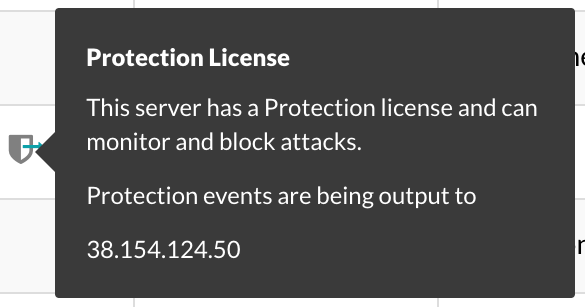 Protection License
This server has a Protection license and can
monitor and block attacks.
Protection events are being output to
38.154.124.50